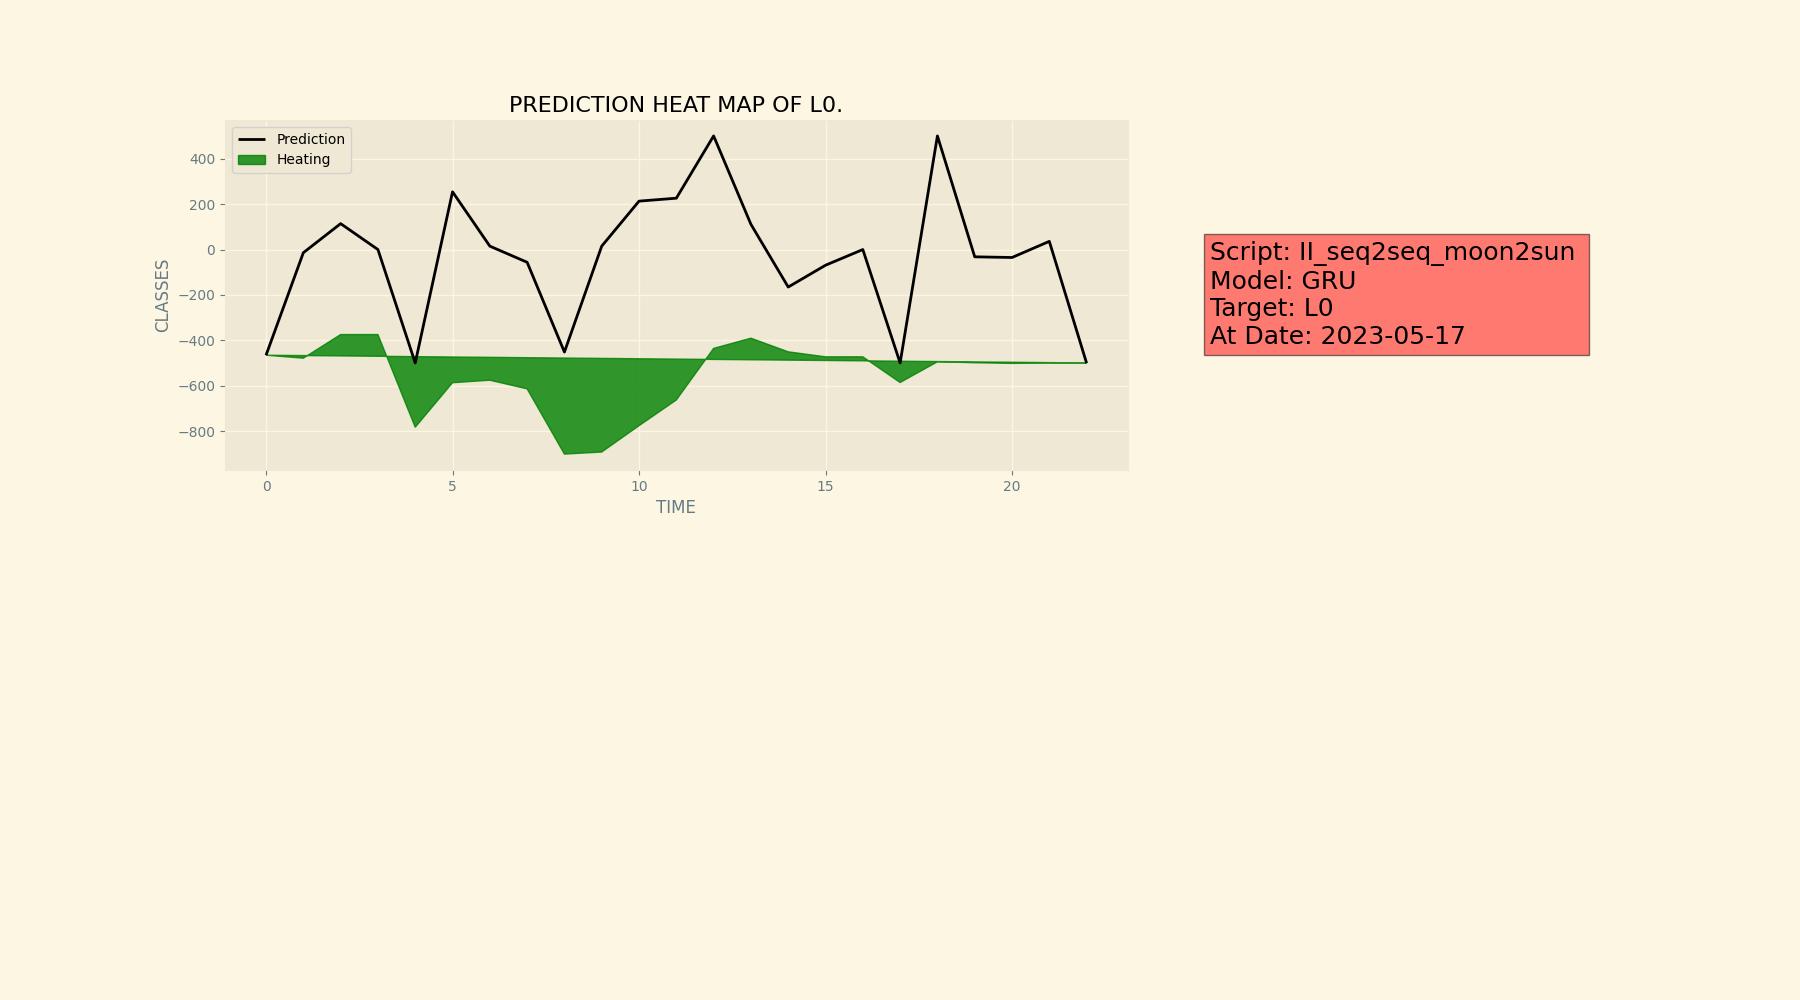 PREDICTION HEAT MAP OF L0.
Prediction
Heating
400
200
0
−200
−400
−600
−800
CLASSES
0 5 10 15 20
TIME
Script: II_seq2seq_moon2sun
Model: GRU
Target: L0
At Date: 2023-05-17